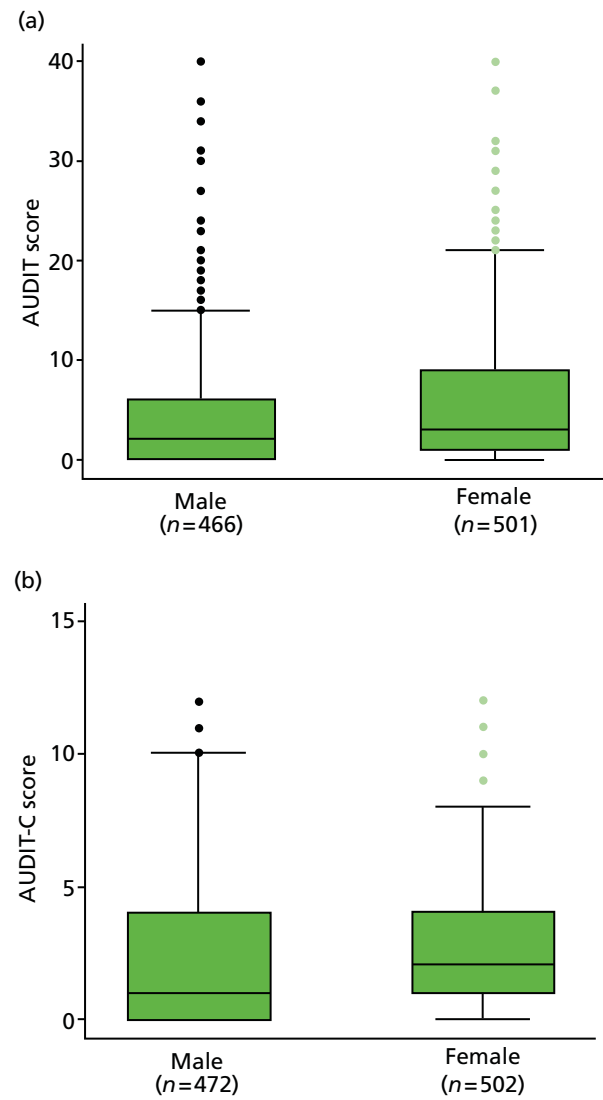 (a)
40
30
20
10
0
AUDIT score
Male
(n=466)
Female
(n=501)
(b)
15
10
5
0
AUDIT-C score
Male
(n=472)
Female
(n=502)